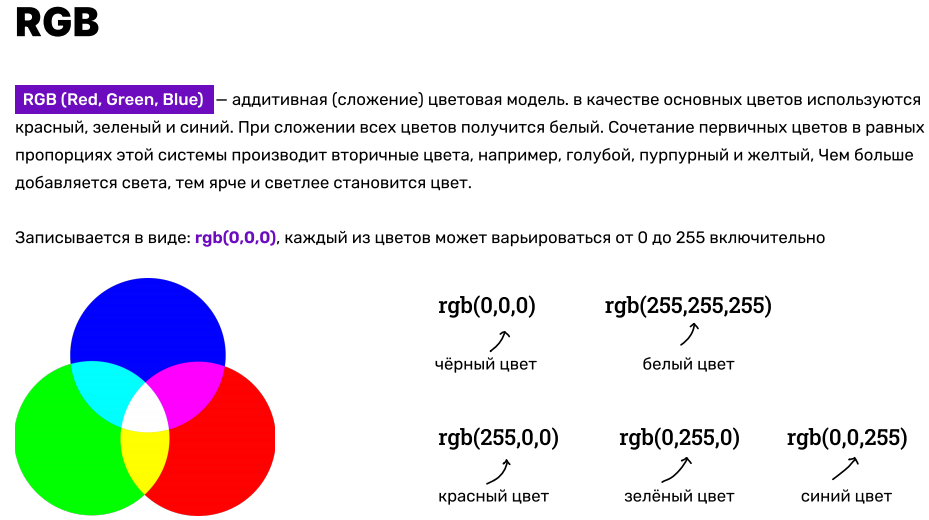 RGB
RGB (Red, Green, Blue) — аддитивная (сложение) цветовая модель. в качестве основных цветов используются
красный, зеленый и синий. При сложении всех цветов получится белый. Сочетание первичных цветов в равных
пропорциях этой системы производит вторичные цвета, например, голубой, пурпурный и желтый, Чем больше
добавляется света, тем ярче и светлее становится цвет.
Записывается в виде: rgb(0,0,0), каждый из цветов может варьироваться от 0 до 255 включительно
rgb(0,0,0) rgb(255,255,255)
чёрный цвет белый цвет
rgb(255,0,0) rgb(0,255,0) rgb(0,0,255)
красный цвет зелёный цвет синий цвет